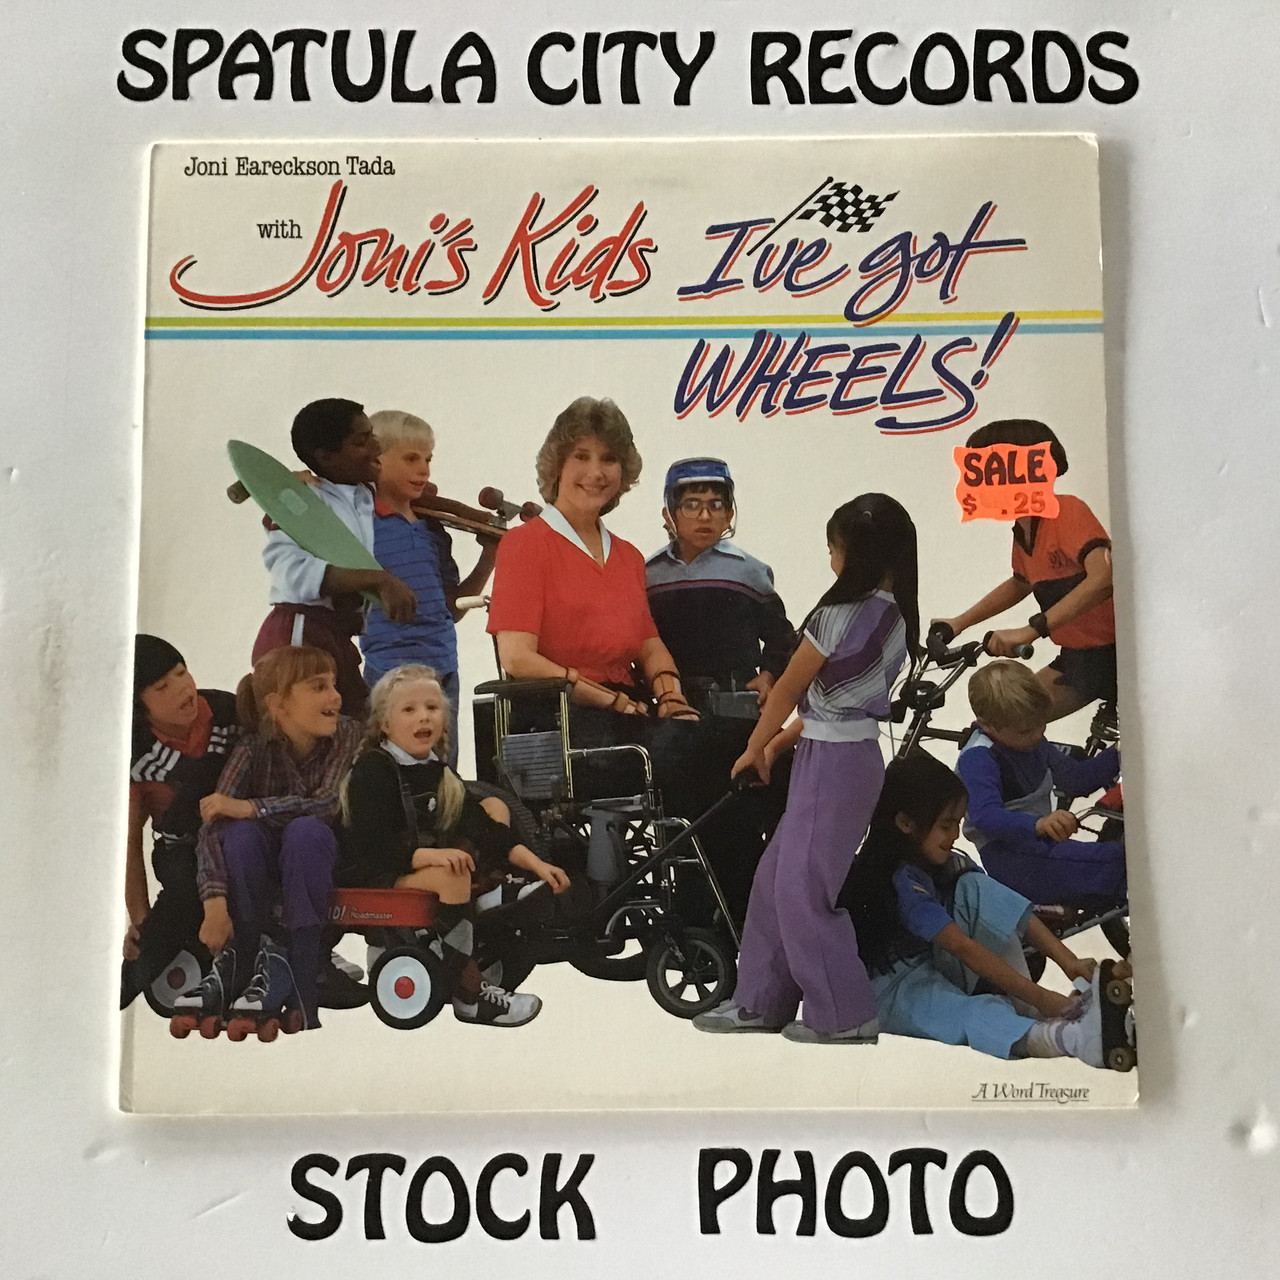 SPATULA CITY RECORDS
Joni Eareckson Tada
with Joni's Kids
I've got
WHEELS!
SALE
$ .25
Roadmaster
A Word Treasure
STOCK PHOTO